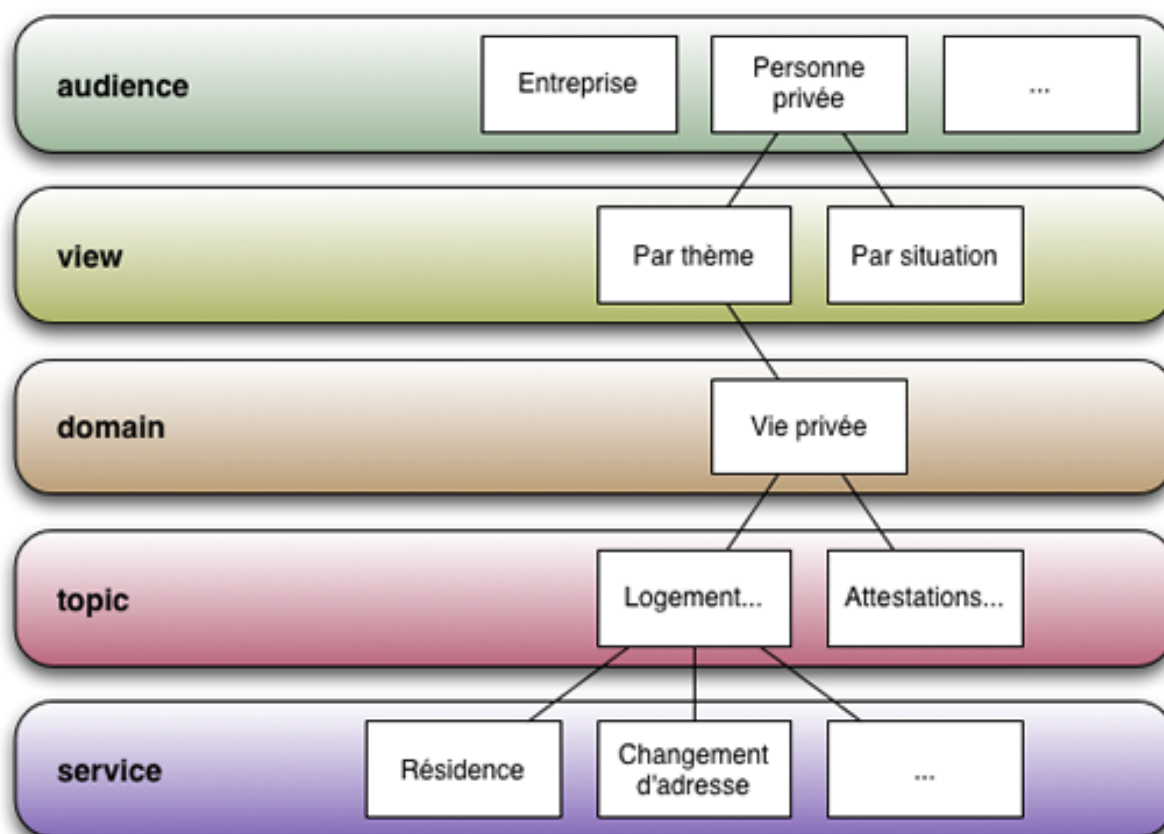 audience
Entreprise
Personne
privée
...
view
Par thème
Par situation
domain
Vie privée
topic
Logement...
Attestations...
service
Résidence
Changement
d'adresse
...